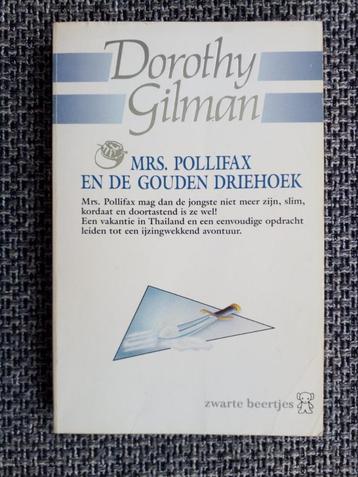 Dorothy
Gilman
MRS. POLLIFAX
EN DE GOUDEN DRIEHOEK
Mrs. Pollifax mag dan de jongste niet meer zijn, slim,
kordaat en doortastend is ze wel!
Een vakantie in Thailand en een eenvoudige opdracht
leiden tot een ijzingwekkend avontuur.
zwarte beertjes